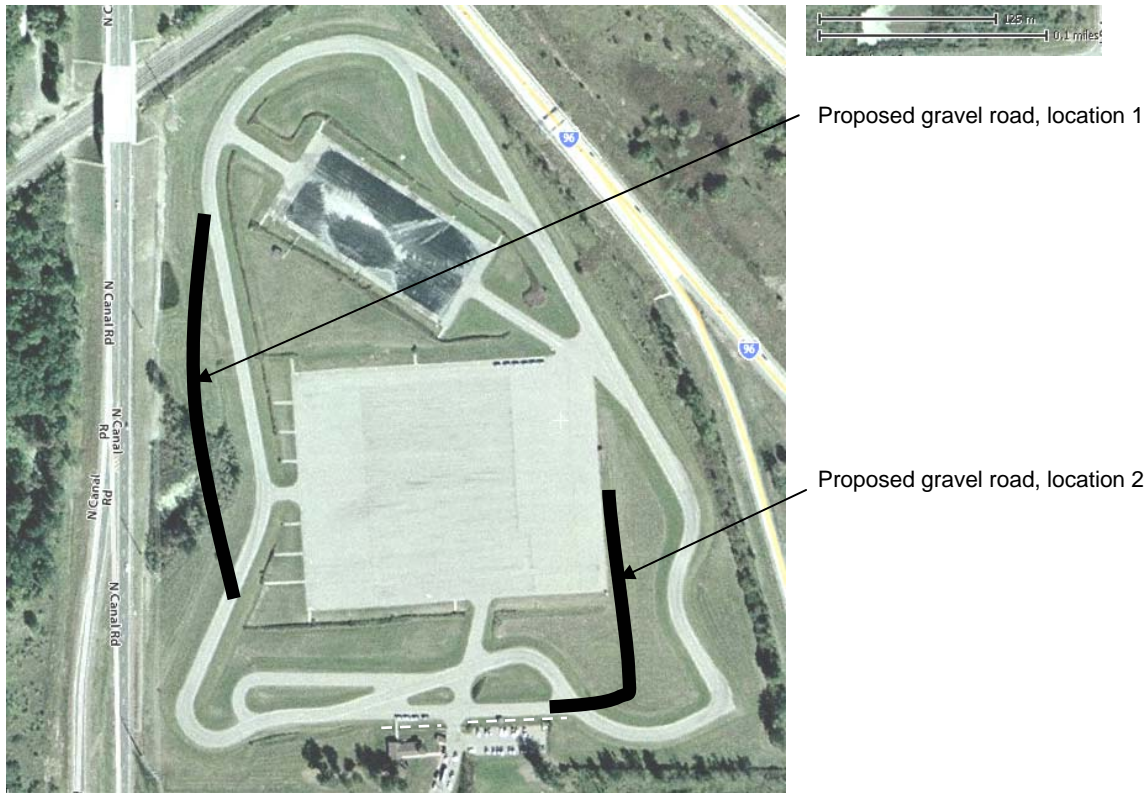 N C
125 m
0.1 miles
Proposed gravel road, location 1
96
N Canal Rd
96
N Canal
Rd
Rd
N Canal
Proposed gravel road, location 2
N Canal Rd